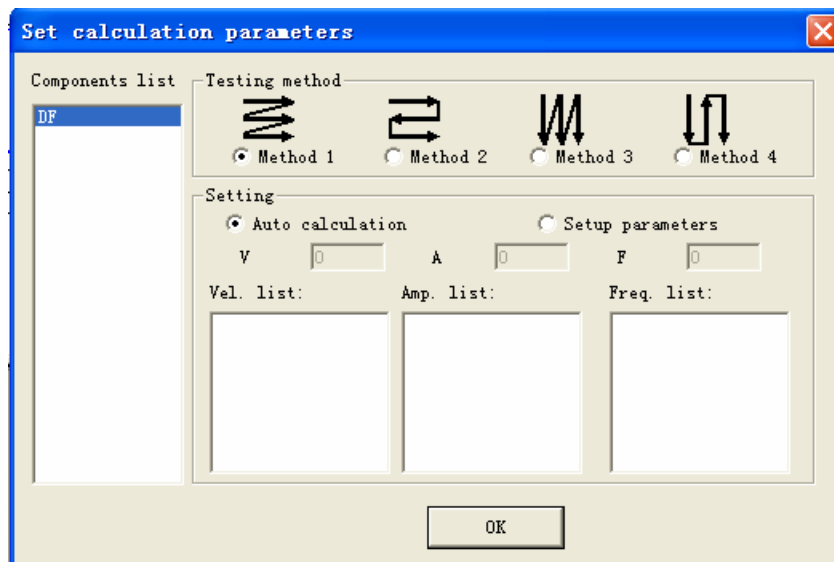 Set calculation parameters
Components list
DF
Testing method
Method 1 Method 2 Method 3 Method 4
Setting
Auto calculation Setup parameters
V 0 A 0 F 0
Vel. list: Amp. list: Freq. list:
OK